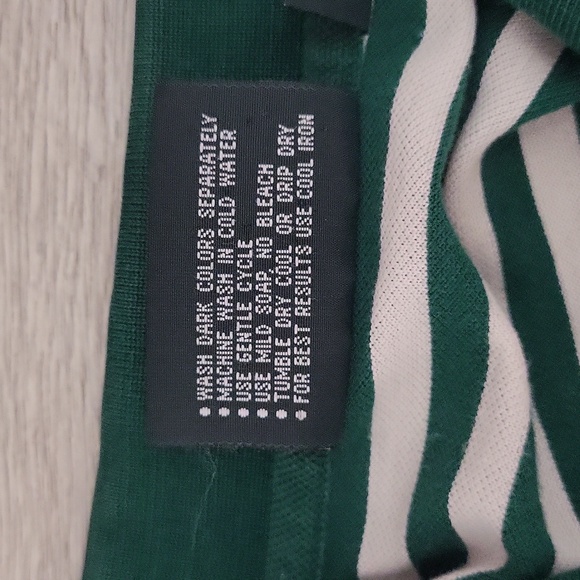 • WASH DARK COLORS SEPARATELY
• MACHINE WASH IN COLD WATER
• USE GENTLE CYCLE
• USE MILD SOAP, NO BLEACH
• TUMBLE DRY COOL OR DRIP DRY
• FOR BEST RESULTS USE COOL IRON